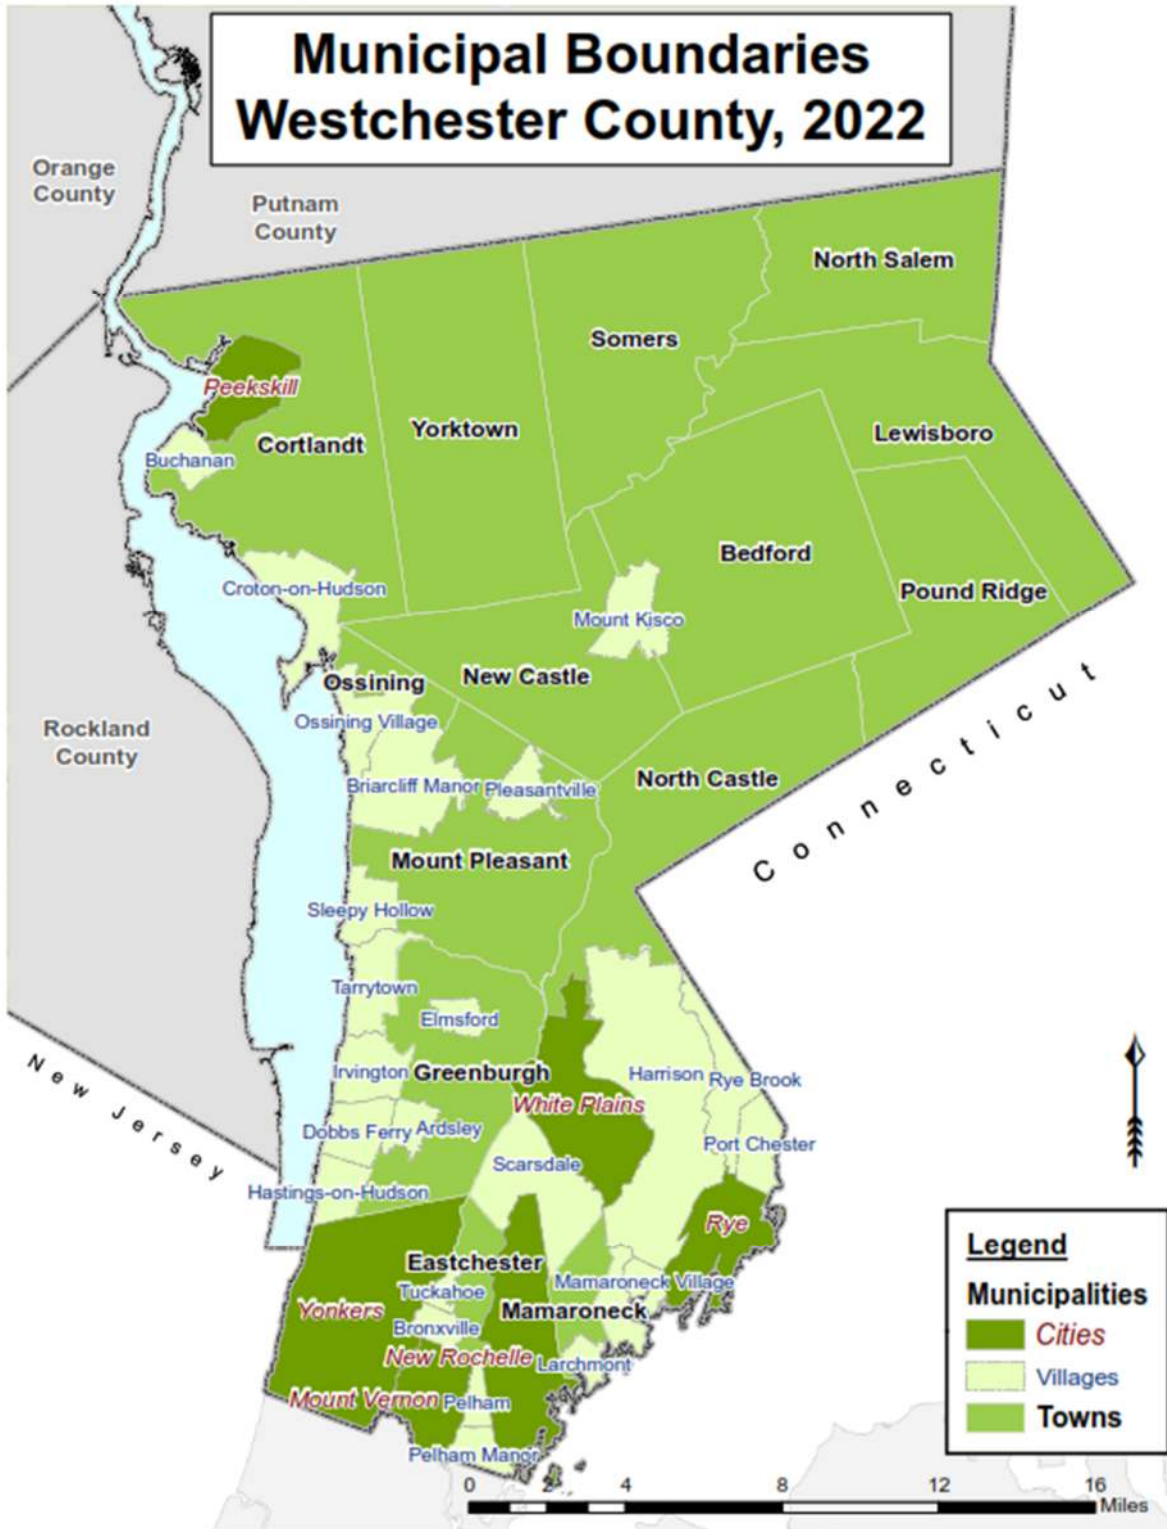 Municipal Boundaries
Westchester County, 2022
Orange
County
Putnam
County
North Salem
Somers
Peekskill
Yorktown
Lewisboro
Cortlandt
Buchanan
Bedford
Croton-on-Hudson
Pound Ridge
Mount Kisco
New Castle
Ossining
Ossining Village
Rockland
County
Connecticut
North Castle
Briarcliff Manor
Pleasantville
Mount Pleasant
Sleepy Hollow
Tarrytown
Elmsford
Irvington
Greenburgh
Harrison
Rye Brook
White Plains
New Jersey
Dobbs Ferry
Ardsley
Port Chester
Scarsdale
Hastings-on-Hudson
Rye
Eastchester
Tuckahoe
Mamaroneck Village
Yonkers
Mamaroneck
Bronxville
New Rochelle
Larchmont
Mount Vernon
Pelham
Pelham Manor
Legend
Municipalities
Cities
Villages
Towns
0 2 4 8 12 16
Miles